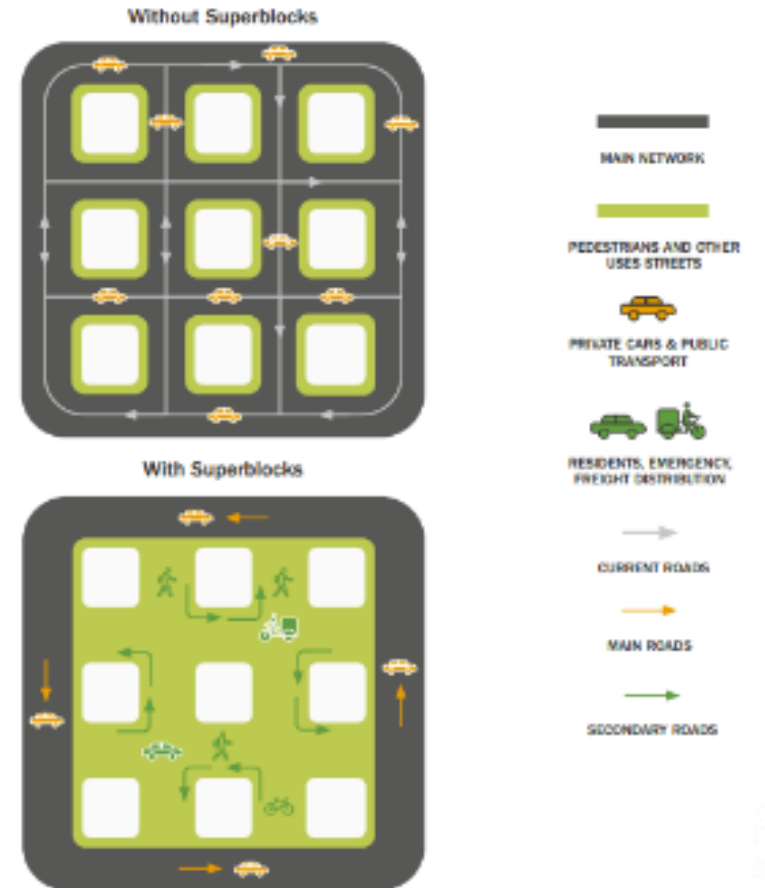 Without Superblocks
MAIN NETWORK
PEDESTRIANS AND OTHER
USES STREETS
PRIVATE CARS & PUBLIC
TRANSPORT
With Superblocks
RESIDENTS, EMERGENCY,
FREIGHT DISTRIBUTION
CURRENT ROADS
MAIN ROADS
SECONDARY ROADS